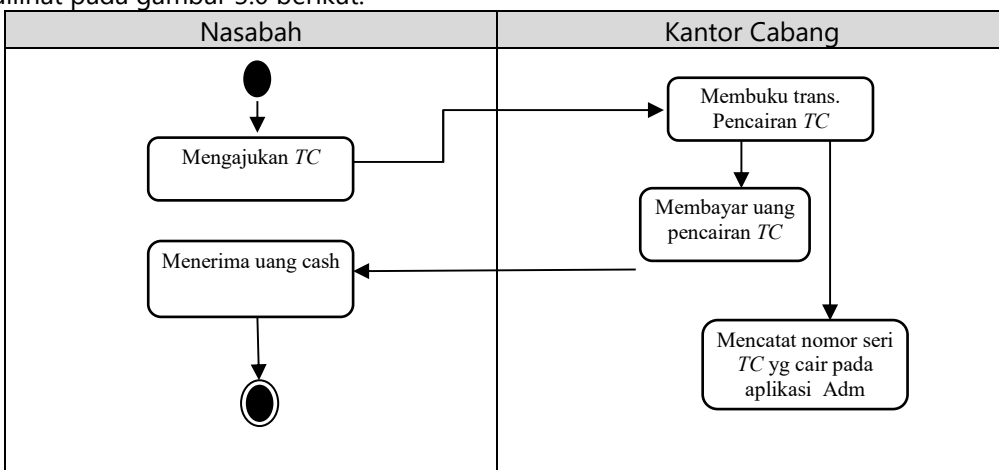 dilihat pada gambar 3.6 berikut.
Nasabah
Kantor Cabang
Mengajukan TC
Membuku trans.
Pencairan TC
Membayar uang
pencairan TC
Menerima uang cash
Mencatat nomor seri
TC yg cair pada
aplikasi Adm